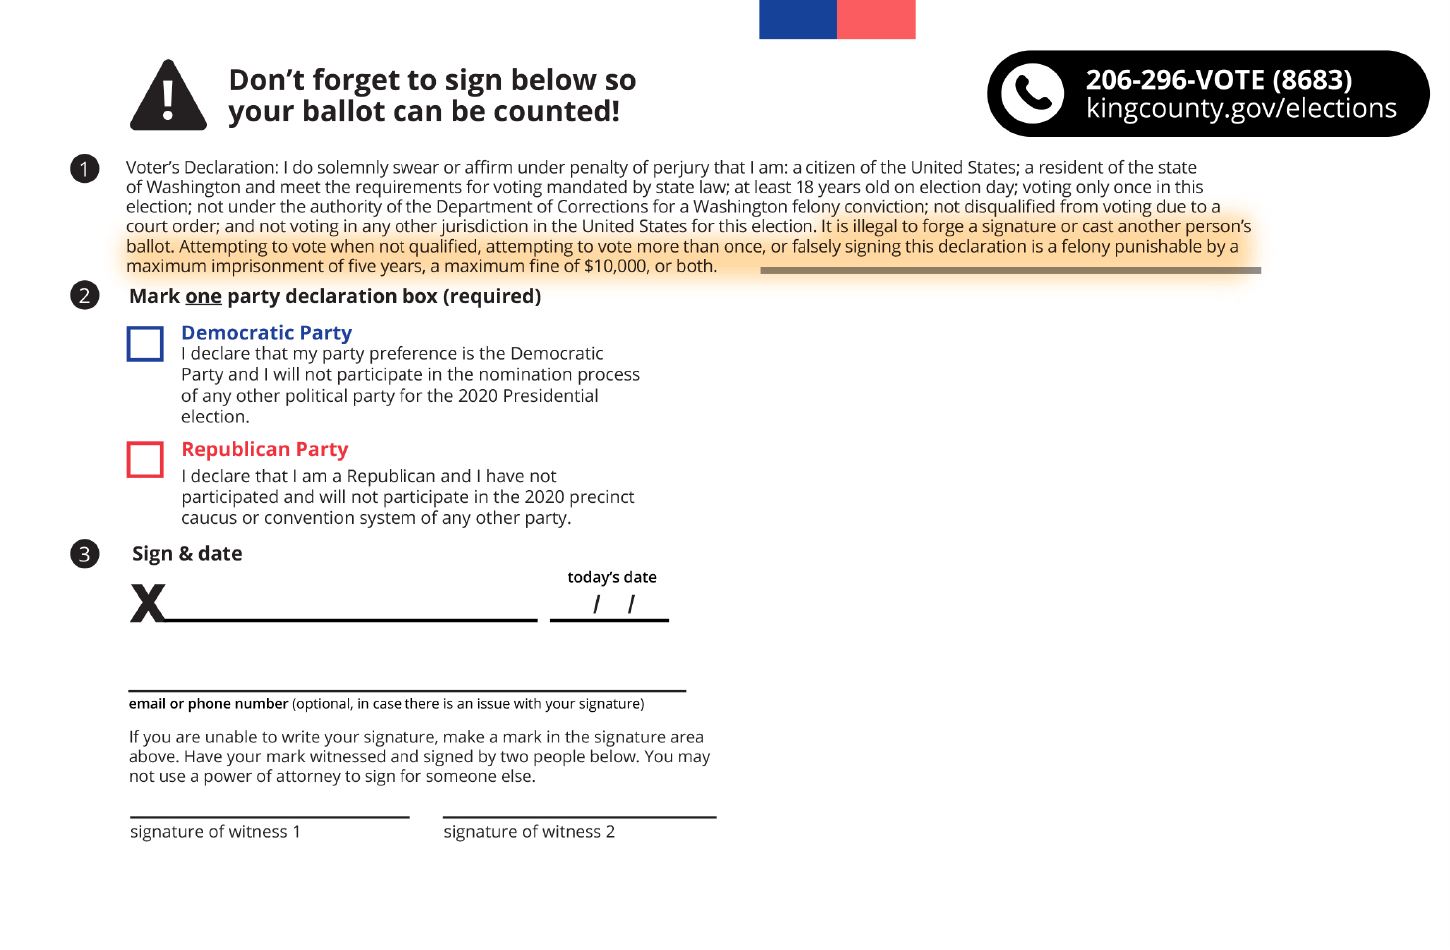 Don't forget to sign below so
your ballot can be counted!
206-296-VOTE (8683)
kingcounty.gov/elections
1
Voter's Declaration: I do solemnly swear or affirm under penalty of perjury that I am: a citizen of the United States; a resident of the state
of Washington and meet the requirements for voting mandated by state law; at least 18 years old on election day; voting only once in this
election; not under the authority of the Department of Corrections for a Washington felony conviction; not disqualified from voting due to a
court order; and not voting in any other jurisdiction in the United States for this election. It is illegal to forge a signature or cast another person's
ballot. Attempting to vote when not qualified, attempting to vote more than once, or falsely signing this declaration is a felony punishable by a
maximum imprisonment of five years, a maximum fine of $10,000, or both.
2
Mark one party declaration box (required)
Democratic Party
I declare that my party preference is the Democratic
Party and I will not participate in the nomination process
of any other political party for the 2020 Presidential
election.
Republican Party
I declare that I am a Republican and I have not
participated and will not participate in the 2020 precinct
caucus or convention system of any other party.
3
Sign & date
today's date
X
/ /
email or phone number (optional, in case there is an issue with your signature)
If you are unable to write your signature, make a mark in the signature area
above. Have your mark witnessed and signed by two people below. You may
not use a power of attorney to sign for someone else.
signature of witness 1
signature of witness 2